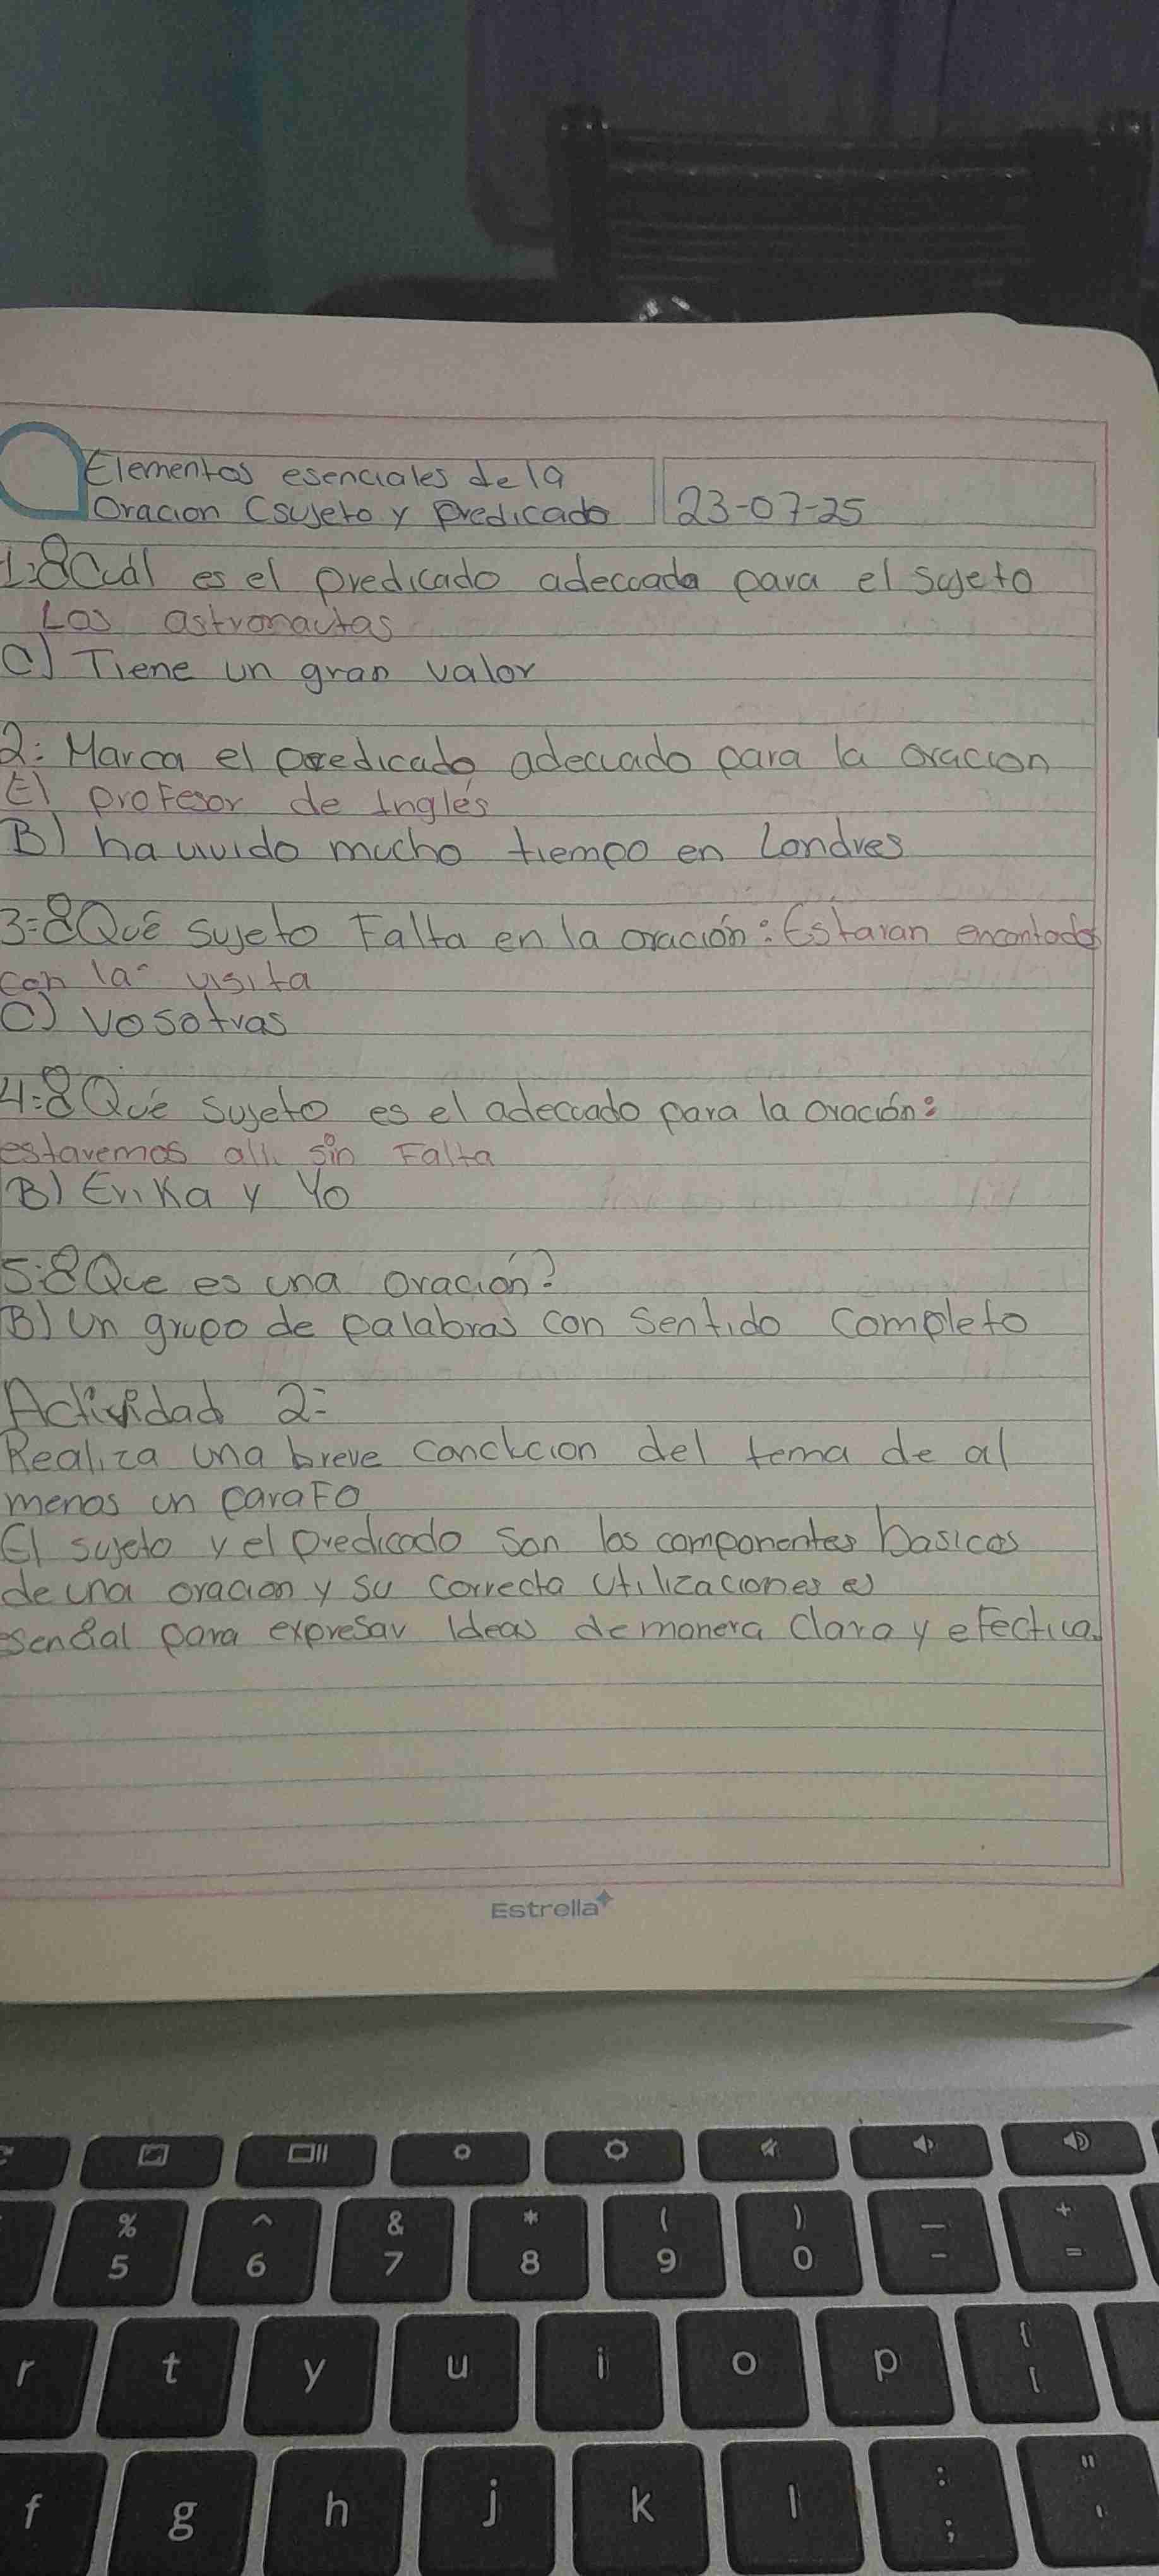 Elementos esenciales de la
Oracion (sujeto y predicado
23-07-25
1:¿Cuál es el predicado adecuado para el sujeto
Los astronautas
C) Tiene un gran valor
2: Marca el predicado adecuado para la oracion
El profesor de Inglés
B) ha vivido mucho tiempo en Londres
3=¿Qué sujeto Falta en la oración: Estaran encantados
con la visita
C) Vosotras
4:¿Qué sujeto es el adecuado para la oración:
estaremos alli sin Falta
B) Erika y Yo
5:¿Que es una oración?
B) Un grupo de palabras con Sentido Completo
Actividad 2:
Realiza una breve conclucion del tema de al
menos un paraFo
El sujeto y el predicado son los componentes basicos
de una oracion y su correcta utilizaciones es
esencial para expresar Ideas de manera Clara y efectiva.
Estrella
% 5 ^ 6 & 7 * 8 ( 9 ) 0 — - + =
r t y u i o p { [
f g h j k l : ; " '